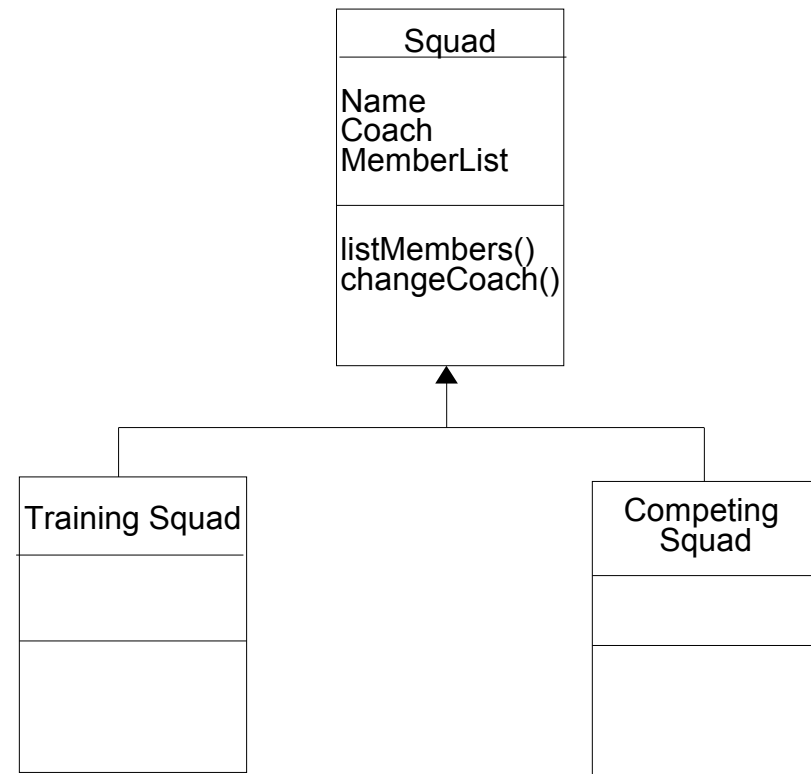 Squad
Name
Coach
MemberList
listMembers()
changeCoach()
Training Squad
Competing
Squad